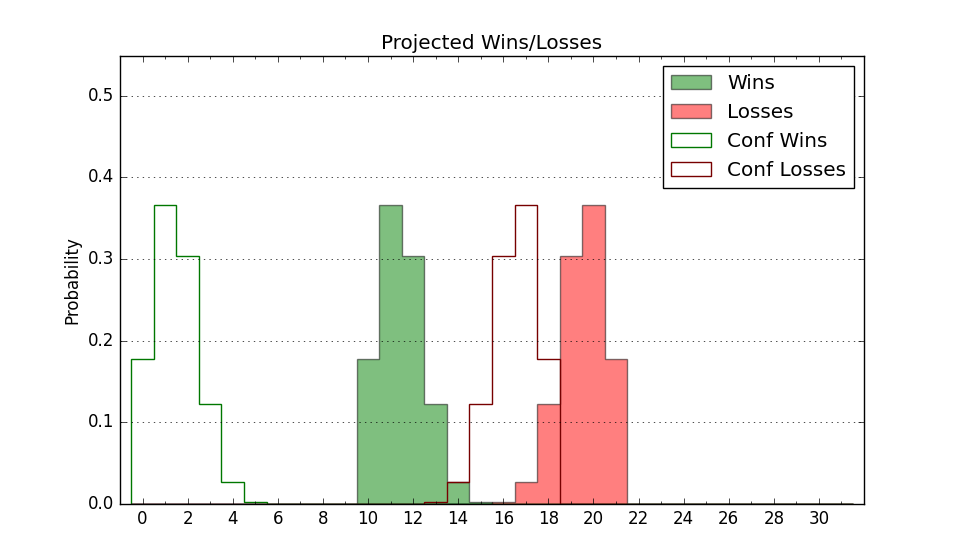 Projected Wins/Losses
Wins
Losses
Conf Wins
Conf Losses
Probability
0.5
0.4
0.3
0.2
0.1
0.0
0 2 4 6 8 10 12 14 16 18 20 22 24 26 28 30